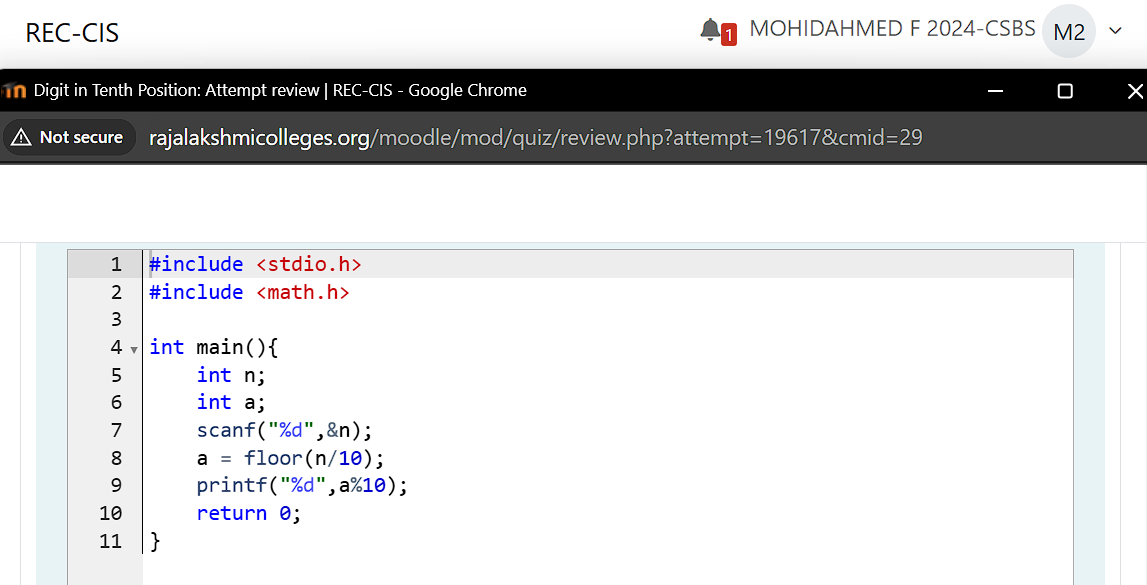 REC-CIS
1
MOHIDAHMED F 2024-CSBS
M2
Digit in Tenth Position: Attempt review | REC-CIS - Google Chrome
Not secure
rajalakshmicolleges.org/moodle/mod/quiz/review.php?attempt=19617&cmid=29
1 #include <stdio.h>
2 #include <math.h>
3
4 int main(){
5     int n;
6     int a;
7     scanf("%d",&n);
8     a = floor(n/10);
9     printf("%d",a%10);
10     return 0;
11 }